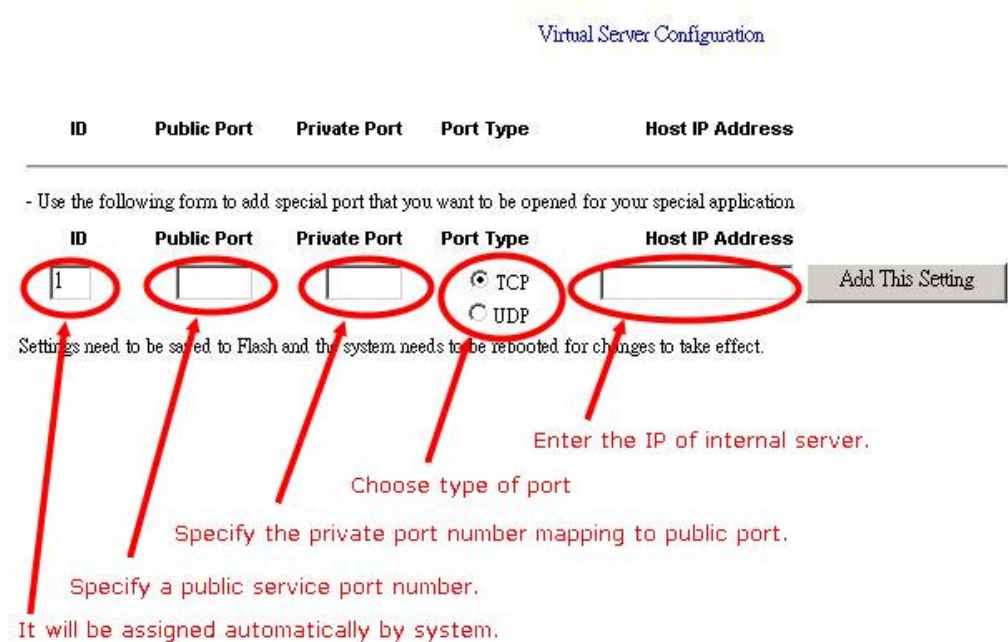 Virtual Server Configuration
ID Public Port Private Port Port Type Host IP Address
- Use the following form to add special port that you want to be opened for your special application
ID Public Port Private Port Port Type Host IP Address
1 TCP Add This Setting
UDP
Settings need to be saved to Flash and the system needs to be rebooted for changes to take effect.
Enter the IP of internal server.
Choose type of port
Specify the private port number mapping to public port.
Specify a public service port number.
It will be assigned automatically by system.